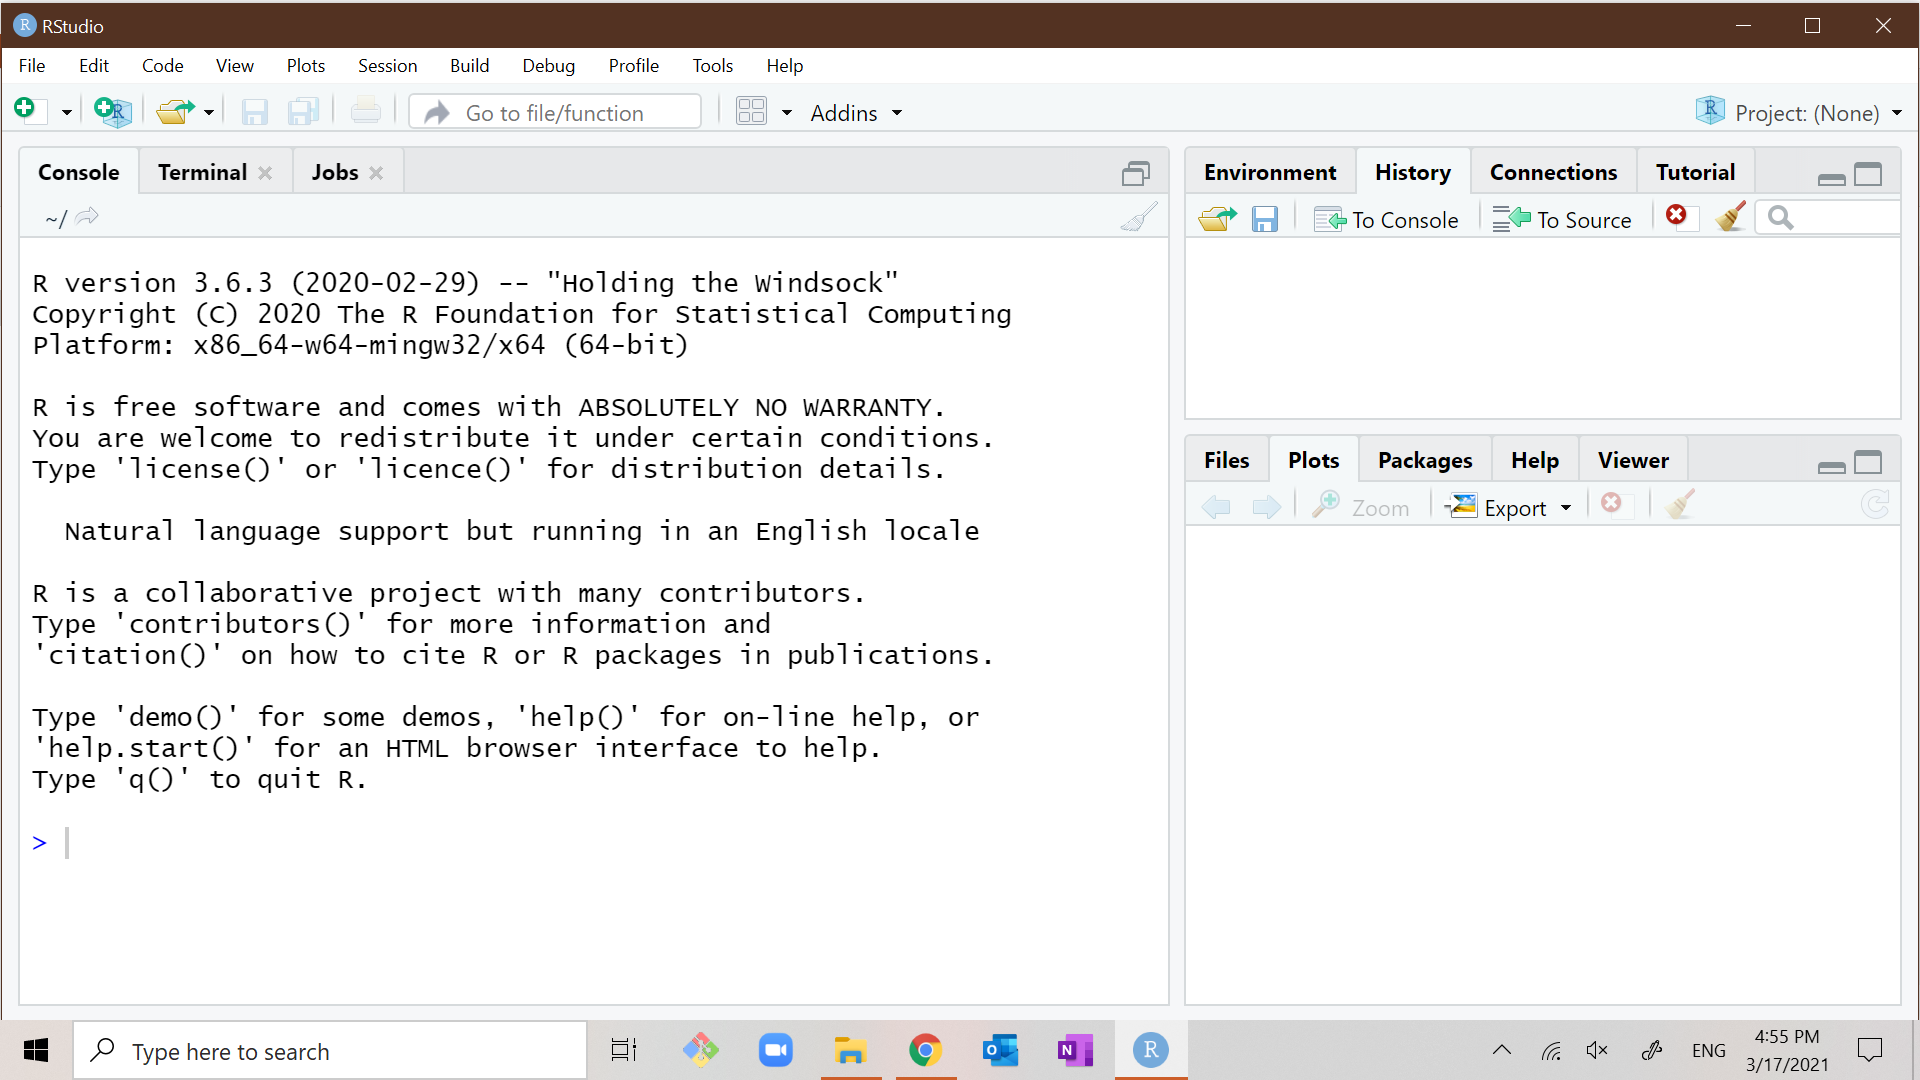 RStudio
File Edit Code View Plots Session Build Debug Profile Tools Help
Go to file/function Addins Project: (None)
Console Terminal Jobs
~/
R version 3.6.3 (2020-02-29) -- "Holding the Windsock"
Copyright (C) 2020 The R Foundation for Statistical Computing
Platform: x86_64-w64-mingw32/x64 (64-bit)
R is free software and comes with ABSOLUTELY NO WARRANTY.
You are welcome to redistribute it under certain conditions.
Type 'license()' or 'licence()' for distribution details.
Natural language support but running in an English locale
R is a collaborative project with many contributors.
Type 'contributors()' for more information and
'citation()' on how to cite R or R packages in publications.
Type 'demo()' for some demos, 'help()' for on-line help, or
'help.start()' for an HTML browser interface to help.
Type 'q()' to quit R.
>
Environment History Connections Tutorial
To Console To Source
Files Plots Packages Help Viewer
Zoom Export
Type here to search
ENG
4:55 PM
3/17/2021